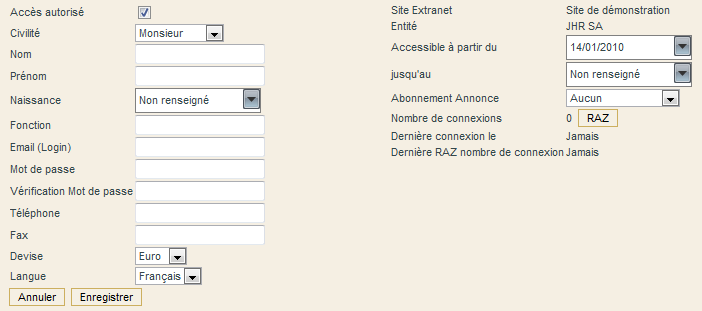 Accès autorisé
Civilité Monsieur
Nom
Prénom
Naissance Non renseigné
Fonction
Email (Login)
Mot de passe
Vérification Mot de passe
Téléphone
Fax
Devise Euro
Langue Français
Annuler Enregistrer
Site Extranet Site de démonstration
Entité JHR SA
Accessible à partir du 14/01/2010
jusqu'au Non renseigné
Abonnement Annonce Aucun
Nombre de connexions 0 RAZ
Dernière connexion le Jamais
Dernière RAZ nombre de connexion Jamais